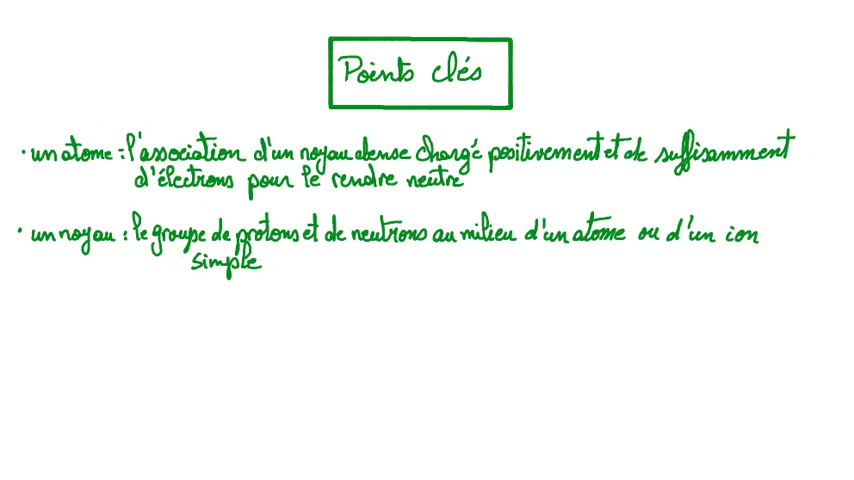 Points clés
· un atome : l'association d'un noyau dense chargé positivement et de suffisamment
d'électrons pour le rendre neutre
· un noyau : le groupe de protons et de neutrons au milieu d'un atome ou d'un ion
simple